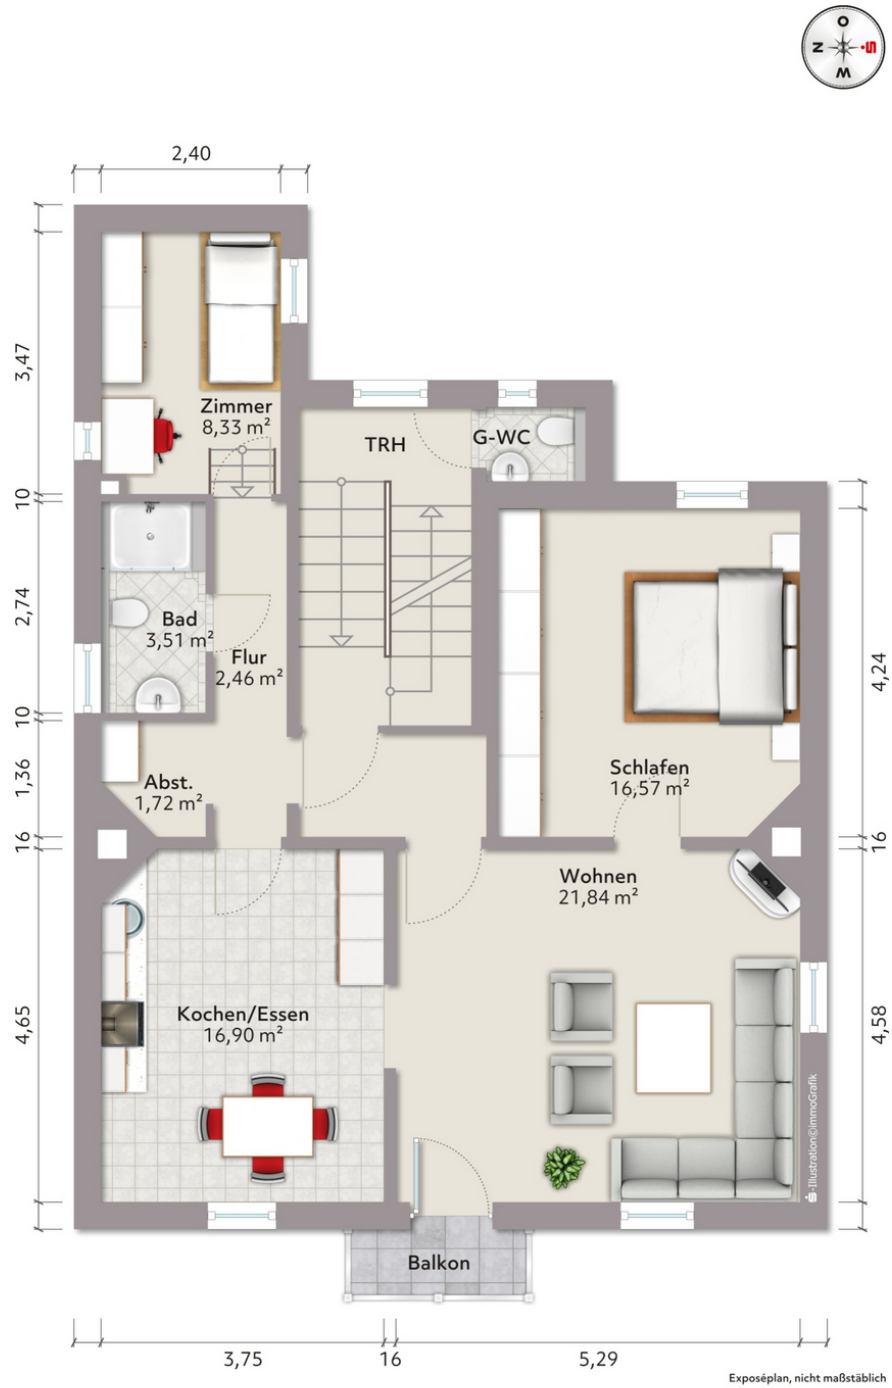 O
N
S
W
2,40
3,47
Zimmer
8,33 m²
TRH
G-WC
10
2,74
Bad
3,51 m²
Flur
2,46 m²
4,24
10
1,36
Abst.
1,72 m²
Schlafen
16,57 m²
16
16
Wohnen
21,84 m²
4,65
Kochen/Essen
16,90 m²
4,58
S-Illustration©immoGrafik
Balkon
3,75
16
5,29
Exposéplan, nicht maßstäblich